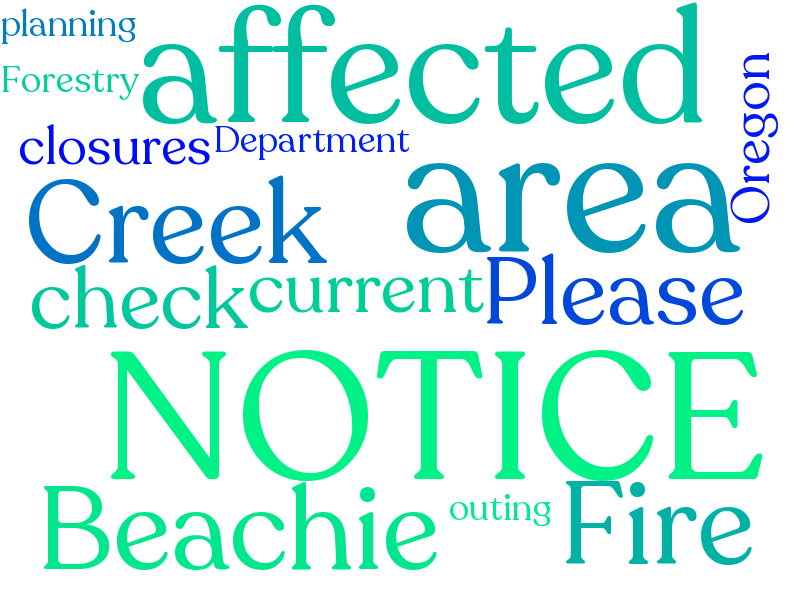 planning
affected
Forestry
Oregon
closures
Department
area
Creek
check
current
Please
NOTICE
Beachie
outing
Fire